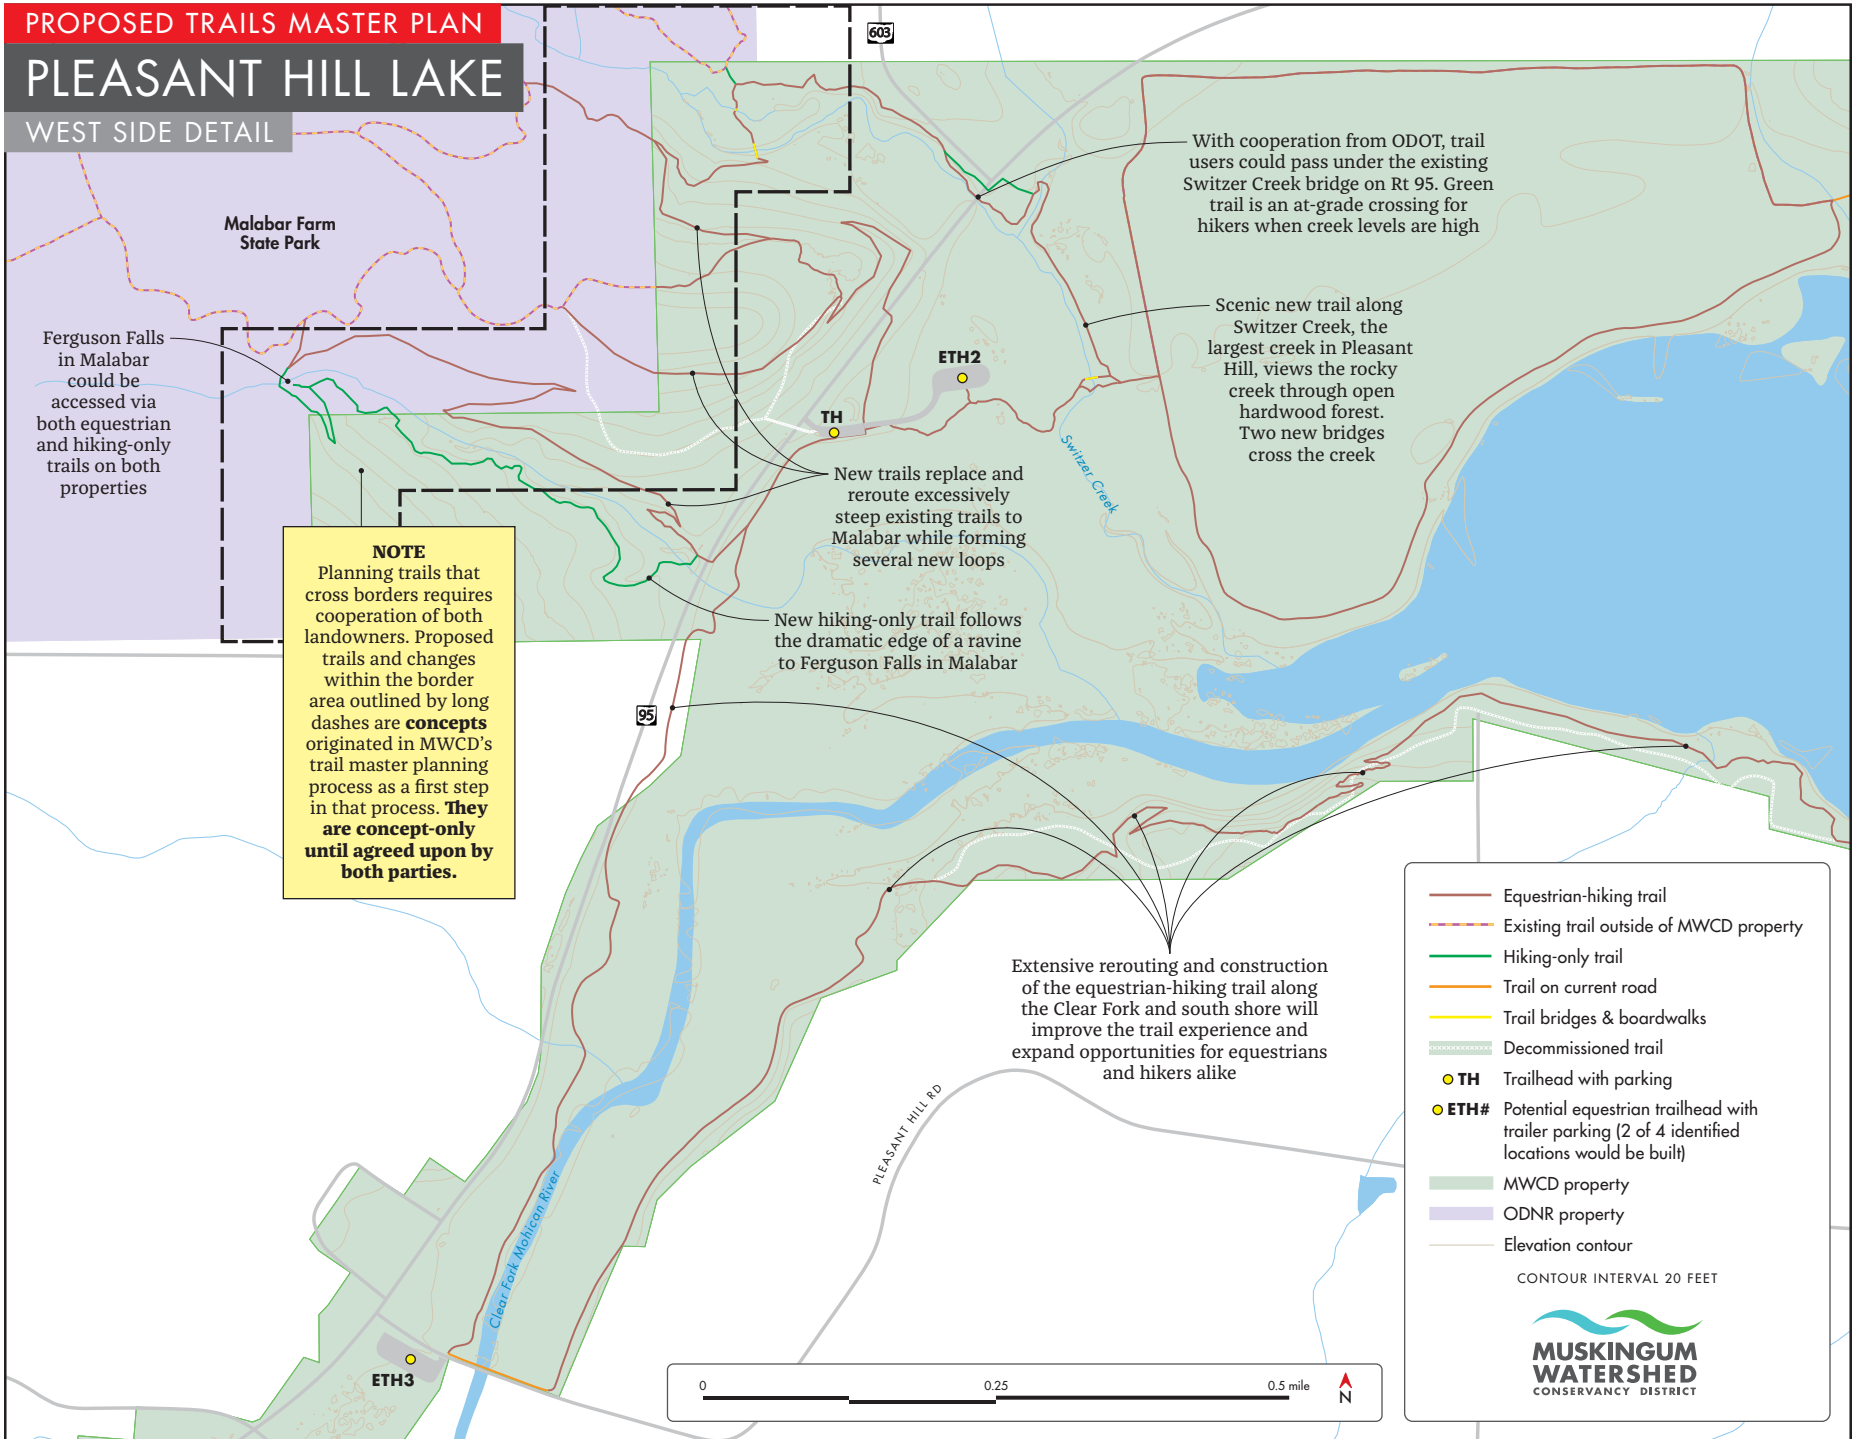 PROPOSED TRAILS MASTER PLAN
PLEASANT HILL LAKE
WEST SIDE DETAIL
603
Malabar Farm
State Park
With cooperation from ODOT, trail
users could pass under the existing
Switzer Creek bridge on Rt 95. Green
trail is an at-grade crossing for
hikers when creek levels are high
Scenic new trail along
Switzer Creek, the
largest creek in Pleasant
Hill, views the rocky
creek through open
hardwood forest.
Two new bridges
cross the creek
Ferguson Falls
in Malabar
could be
accessed via
both equestrian
and hiking-only
trails on both
properties
ETH2
TH
Switzer Creek
New trails replace and
reroute excessively
steep existing trails to
Malabar while forming
several new loops
NOTE
Planning trails that
cross borders requires
cooperation of both
landowners. Proposed
trails and changes
within the border
area outlined by long
dashes are concepts
originated in MWCD's
trail master planning
process as a first step
in that process. They
are concept-only
until agreed upon by
both parties.
New hiking-only trail follows
the dramatic edge of a ravine
to Ferguson Falls in Malabar
95
Extensive rerouting and construction
of the equestrian-hiking trail along
the Clear Fork and south shore will
improve the trail experience and
expand opportunities for equestrians
and hikers alike
PLEASANT HILL RD
Clear Fork Mohican River
ETH3
Equestrian-hiking trail
Existing trail outside of MWCD property
Hiking-only trail
Trail on current road
Trail bridges & boardwalks
Decommissioned trail
TH Trailhead with parking
ETH# Potential equestrian trailhead with
trailer parking (2 of 4 identified
locations would be built)
MWCD property
ODNR property
Elevation contour
CONTOUR INTERVAL 20 FEET
MUSKINGUM
WATERSHED
CONSERVANCY DISTRICT
0 0.25 0.5 mile
N